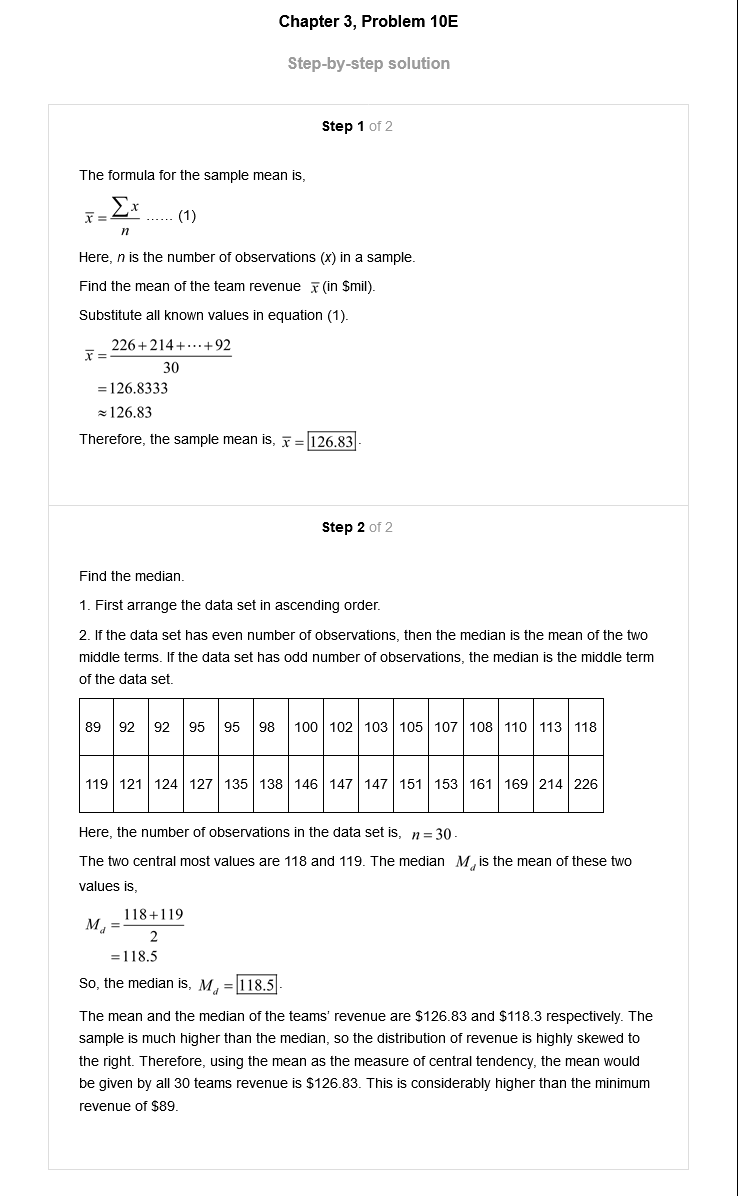 Chapter 3, Problem 10E
Step-by-step solution
Step 1 of 2
The formula for the sample mean is,
x̅ = ∑x / n ...... (1)
Here, n is the number of observations (x) in a sample.
Find the mean of the team revenue x̅ (in $mil).
Substitute all known values in equation (1).
x̅ = 226+214+⋯+92 / 30
=126.8333
≈126.83
Therefore, the sample mean is, x̅ = 126.83.
Step 2 of 2
Find the median.
1. First arrange the data set in ascending order.
2. If the data set has even number of observations, then the median is the mean of the two
middle terms. If the data set has odd number of observations, the median is the middle term
of the data set.
89 92 92 95 95 98 100 102 103 105 107 108 110 113 118
119 121 124 127 135 138 146 147 147 151 153 161 169 214 226
Here, the number of observations in the data set is, n = 30.
The two central most values are 118 and 119. The median M_d is the mean of these two
values is,
M_d = 118+119 / 2
=118.5
So, the median is, M_d = 118.5.
The mean and the median of the teams' revenue are $126.83 and $118.3 respectively. The
sample is much higher than the median, so the distribution of revenue is highly skewed to
the right. Therefore, using the mean as the measure of central tendency, the mean would
be given by all 30 teams revenue is $126.83. This is considerably higher than the minimum
revenue of $89.